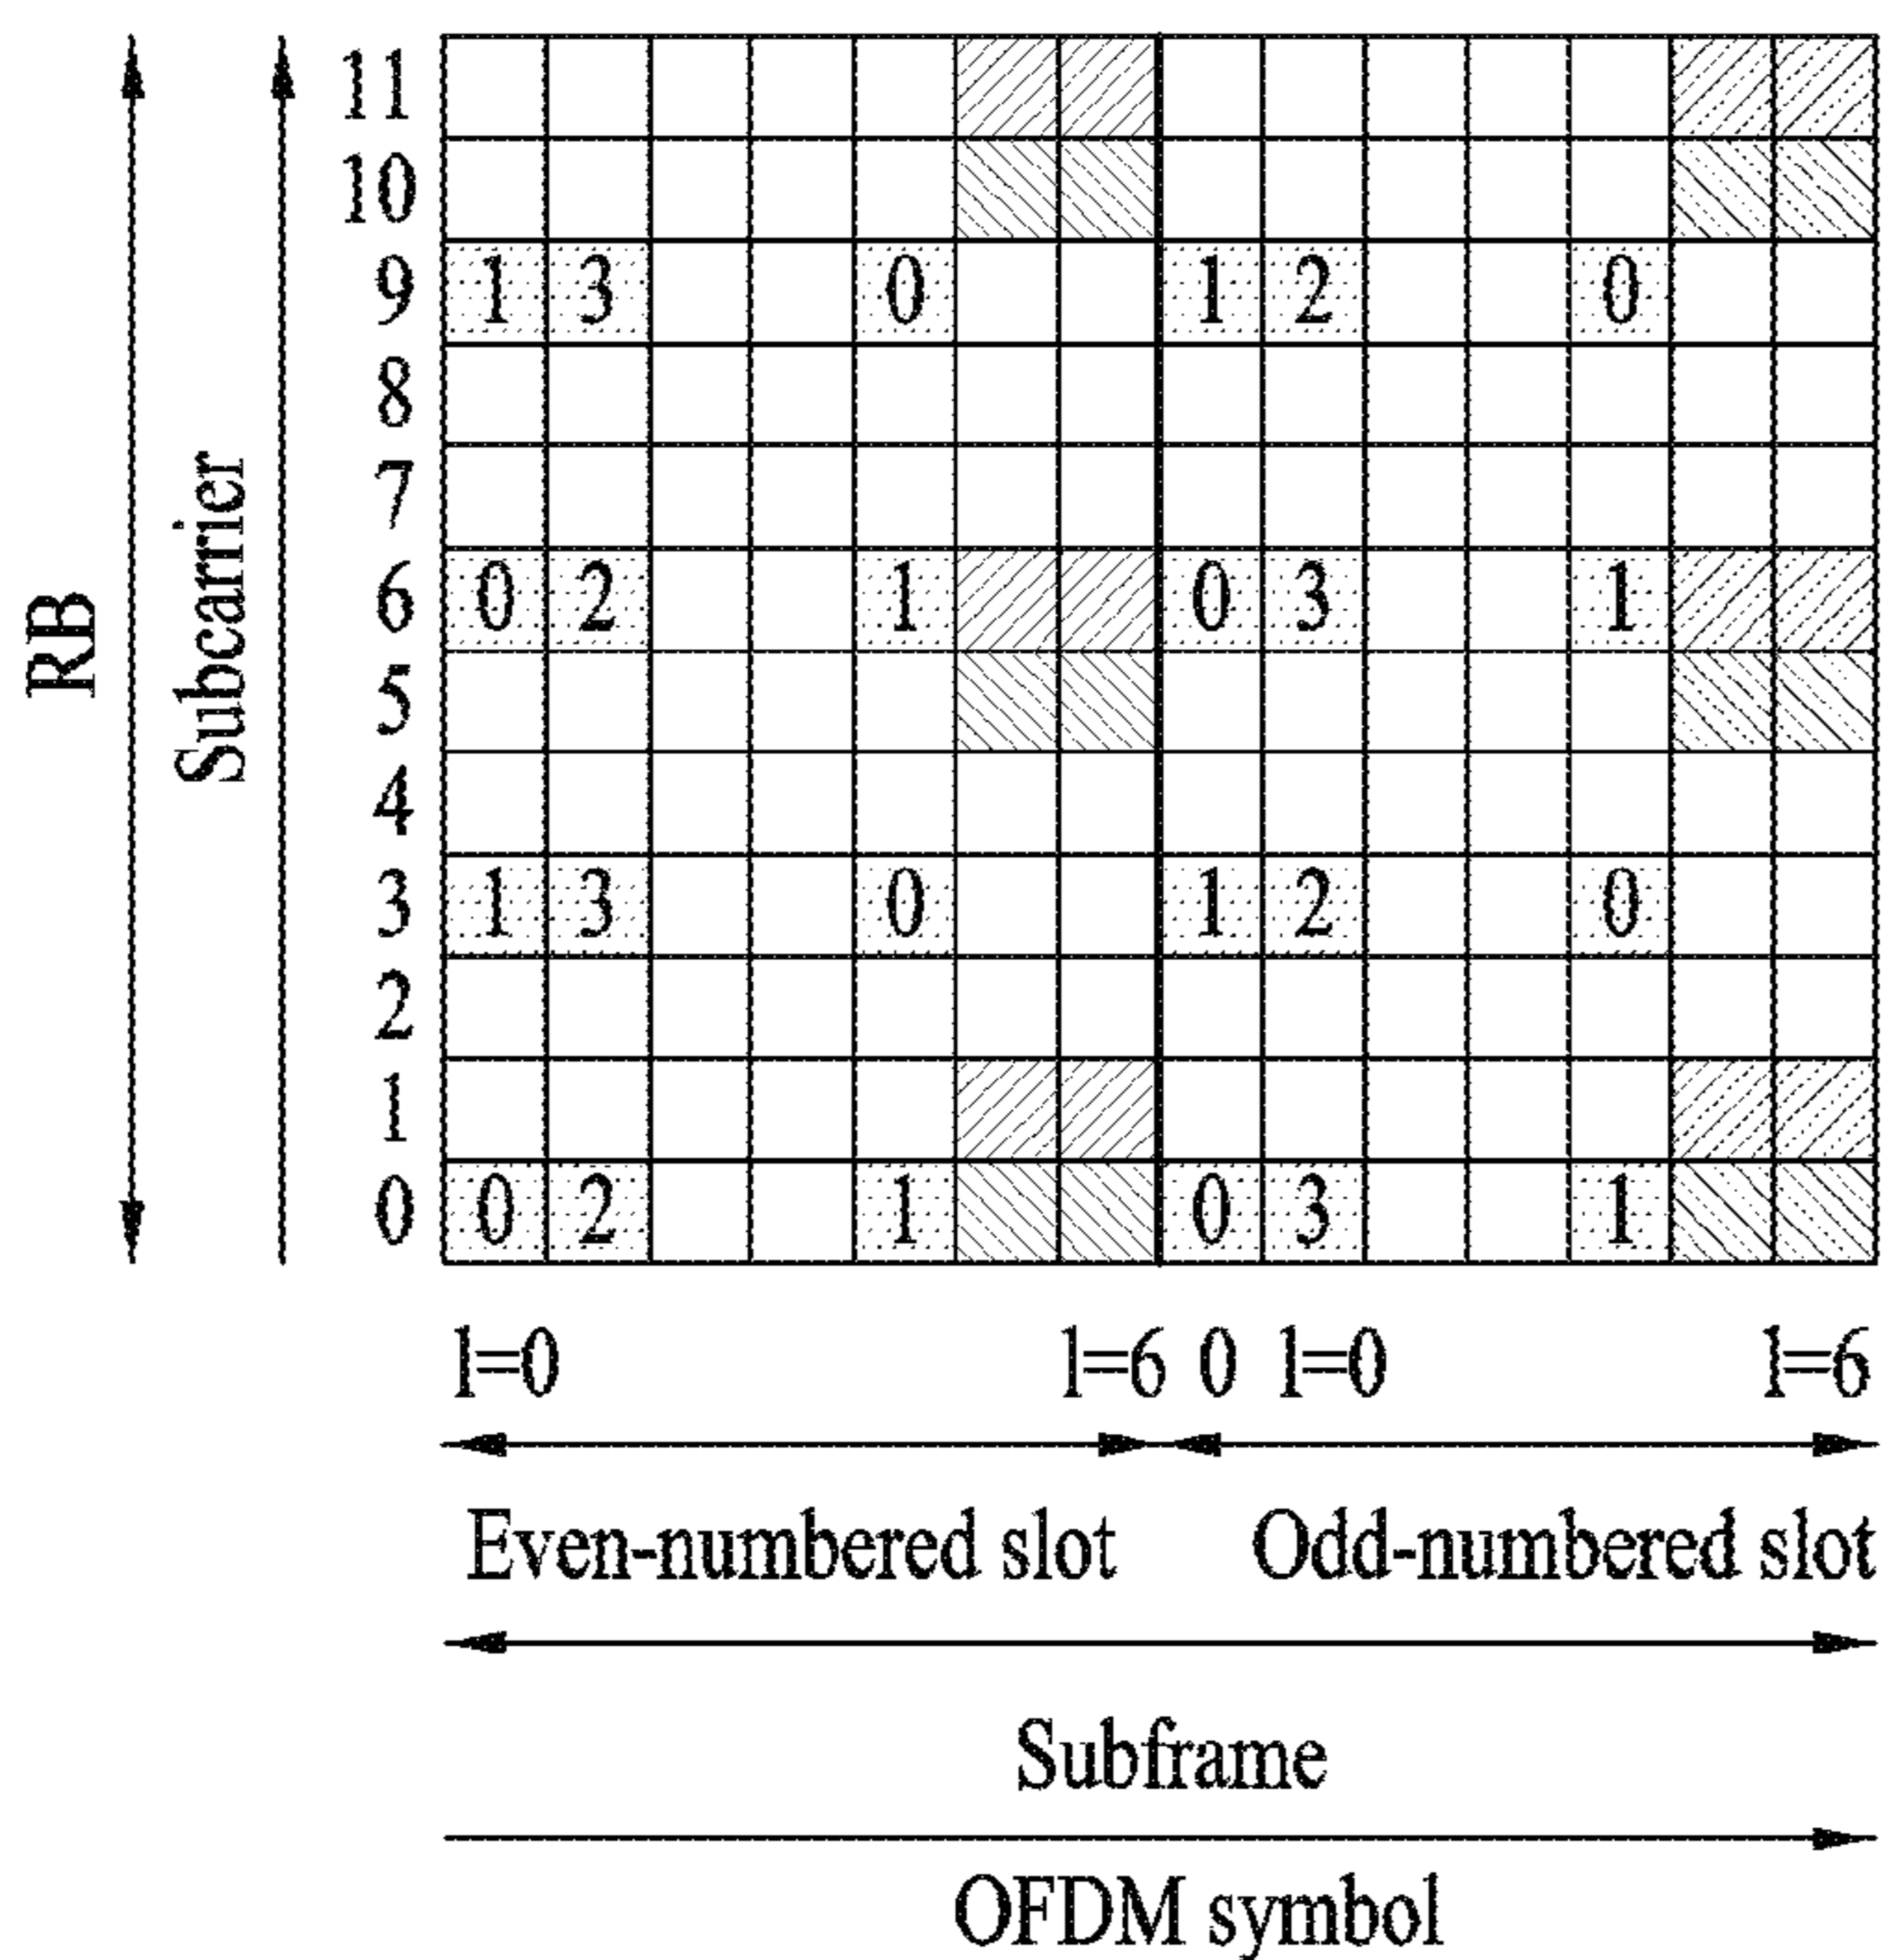 RB
Subcarrier
11
10
9 1 3 0 1 2 0
8
7
6 0 2 1 0 3 1
5
4
3 1 3 0 1 2 0
2
1
0 0 2 1 0 3 1
l=0 l=6 0 l=0 l=6
Even-numbered slot Odd-numbered slot
Subframe
OFDM symbol